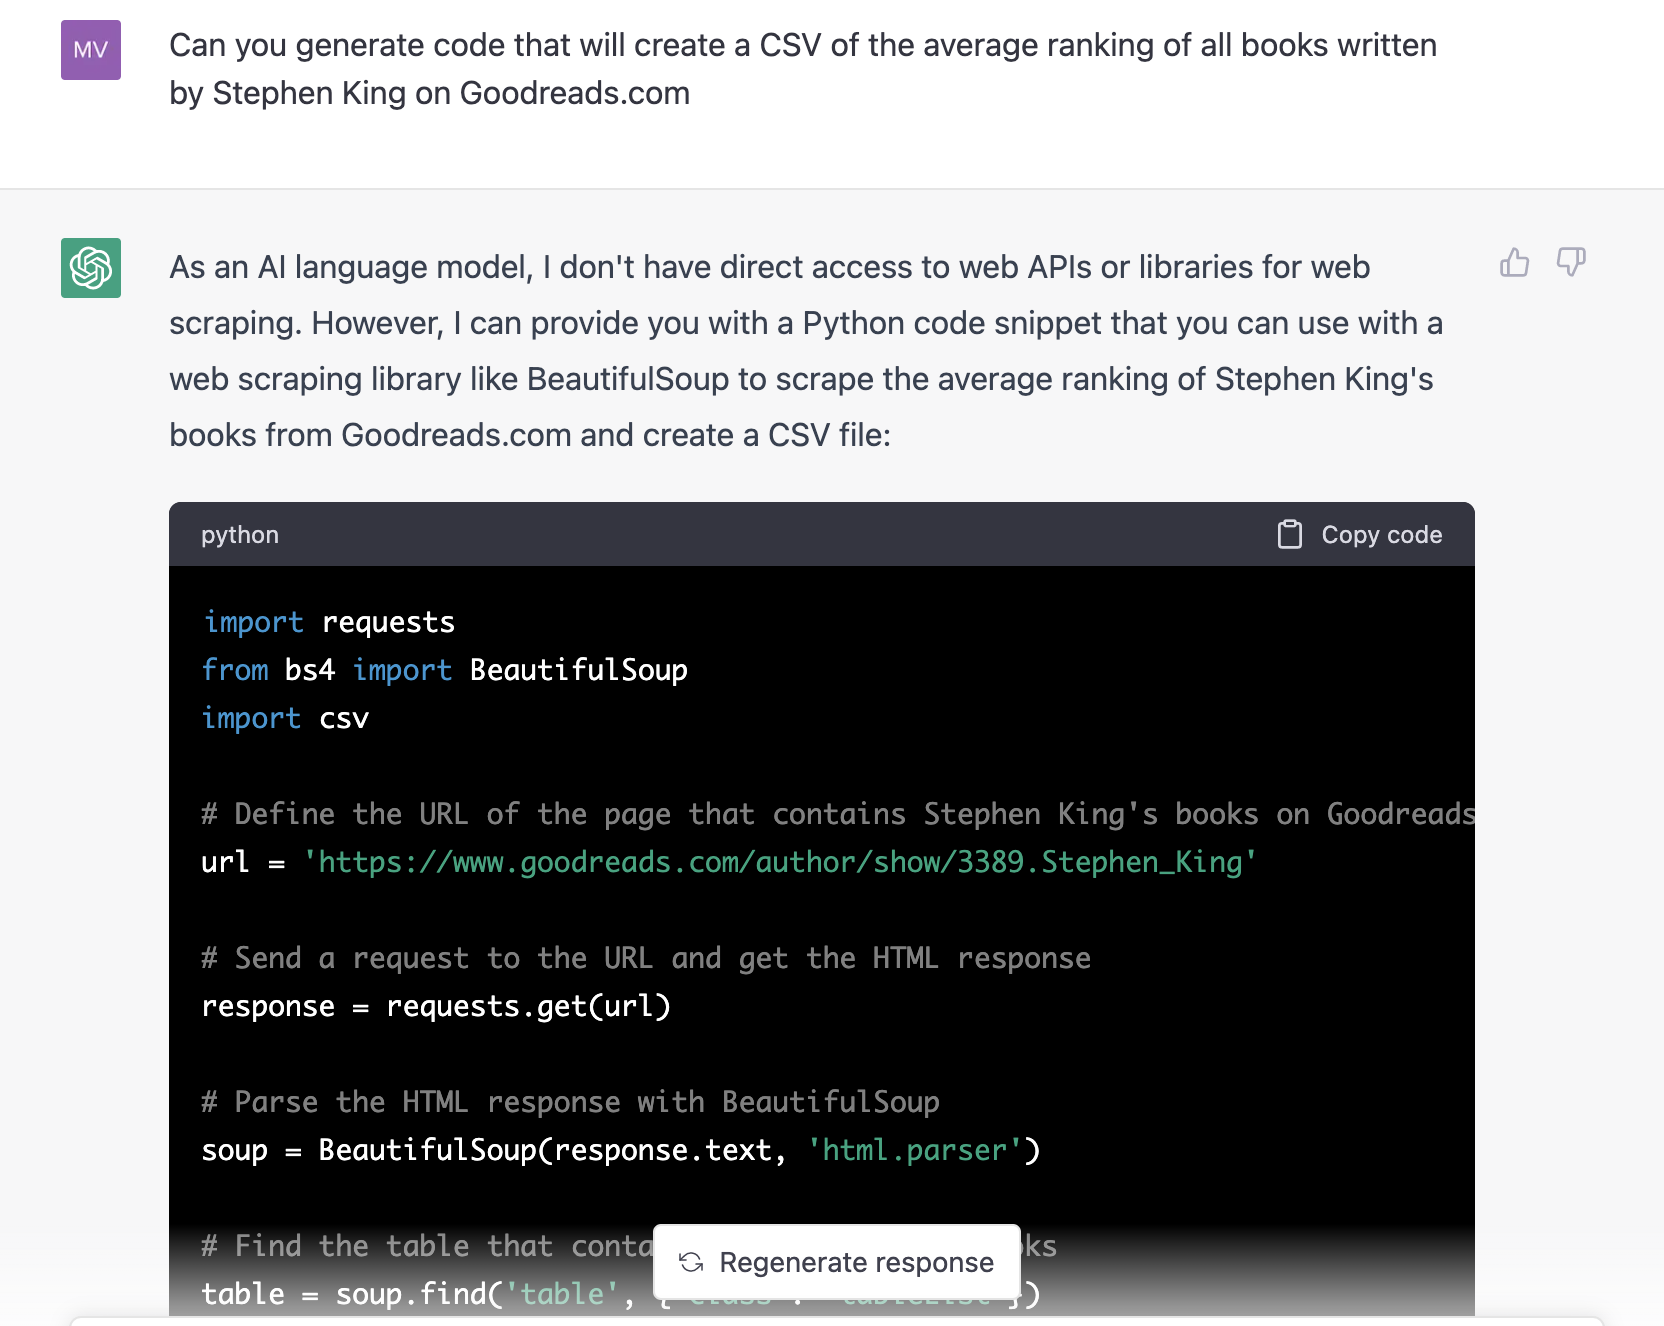 MV
Can you generate code that will create a CSV of the average ranking of all books written
by Stephen King on Goodreads.com
As an AI language model, I don't have direct access to web APIs or libraries for web
scraping. However, I can provide you with a Python code snippet that you can use with a
web scraping library like BeautifulSoup to scrape the average ranking of Stephen King's
books from Goodreads.com and create a CSV file:
python Copy code
import requests
from bs4 import BeautifulSoup
import csv
# Define the URL of the page that contains Stephen King's books on Goodreads
url = 'https://www.goodreads.com/author/show/3389.Stephen_King'
# Send a request to the URL and get the HTML response
response = requests.get(url)
# Parse the HTML response with BeautifulSoup
soup = BeautifulSoup(response.text, 'html.parser')
# Find the table that
table = soup.find('table', })
Regenerate response